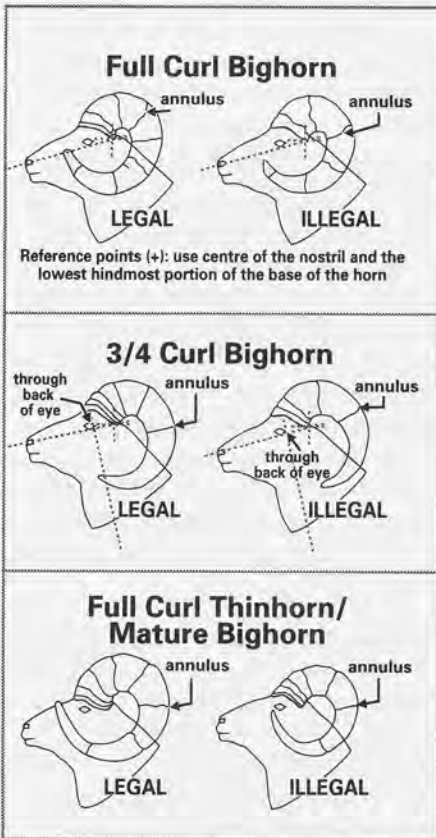 Full Curl Bighorn
annulus
annulus
LEGAL
ILLEGAL
Reference points (+): use centre of the nostril and the
lowest hindmost portion of the base of the horn
3/4 Curl Bighorn
through
back
of eye
annulus
annulus
through
back of eye
LEGAL
ILLEGAL
Full Curl Thinhorn/
Mature Bighorn
annulus
annulus
LEGAL
ILLEGAL